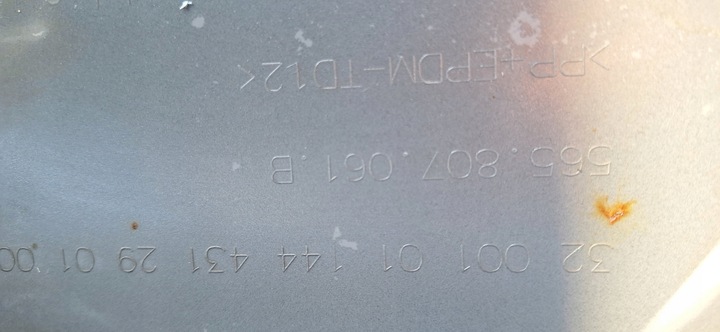 32 001 01 144 431 29 01 00
565.807.061.B
>PP+EPDM-TD12<